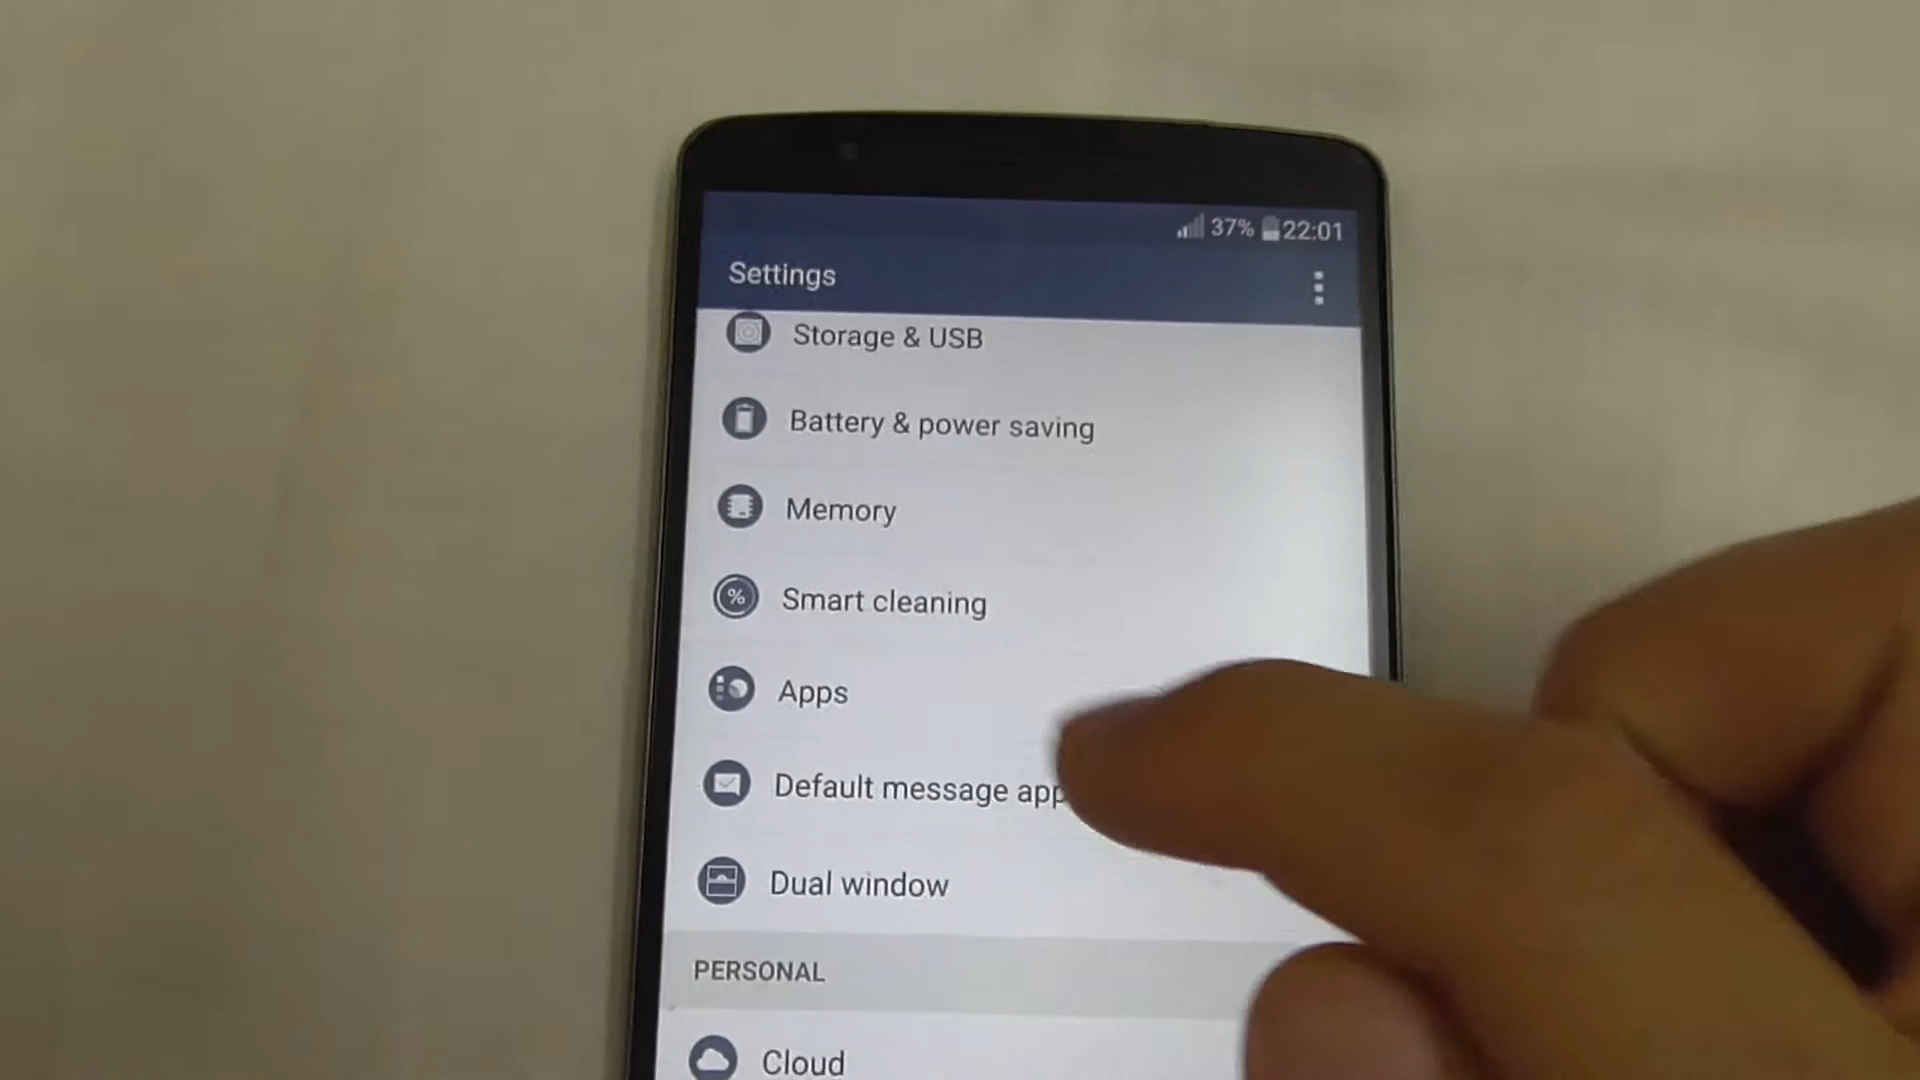 37% 22:01
Settings
Storage & USB
Battery & power saving
Memory
% Smart cleaning
Apps
Default message app
Dual window
PERSONAL
Cloud